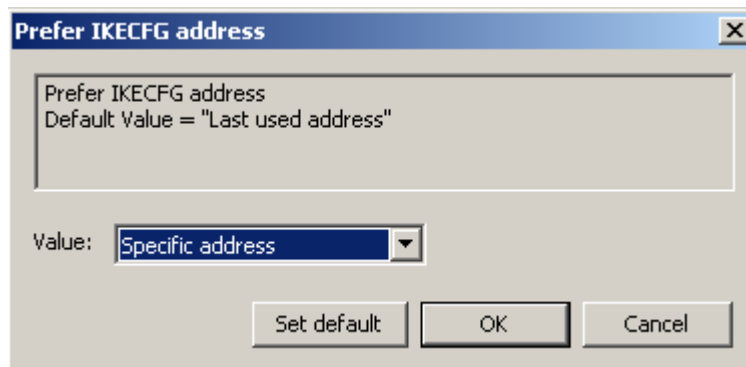 Prefer IKECFG address
Prefer IKECFG address
Default Value = "Last used address"
Value: Specific address
Set default OK Cancel